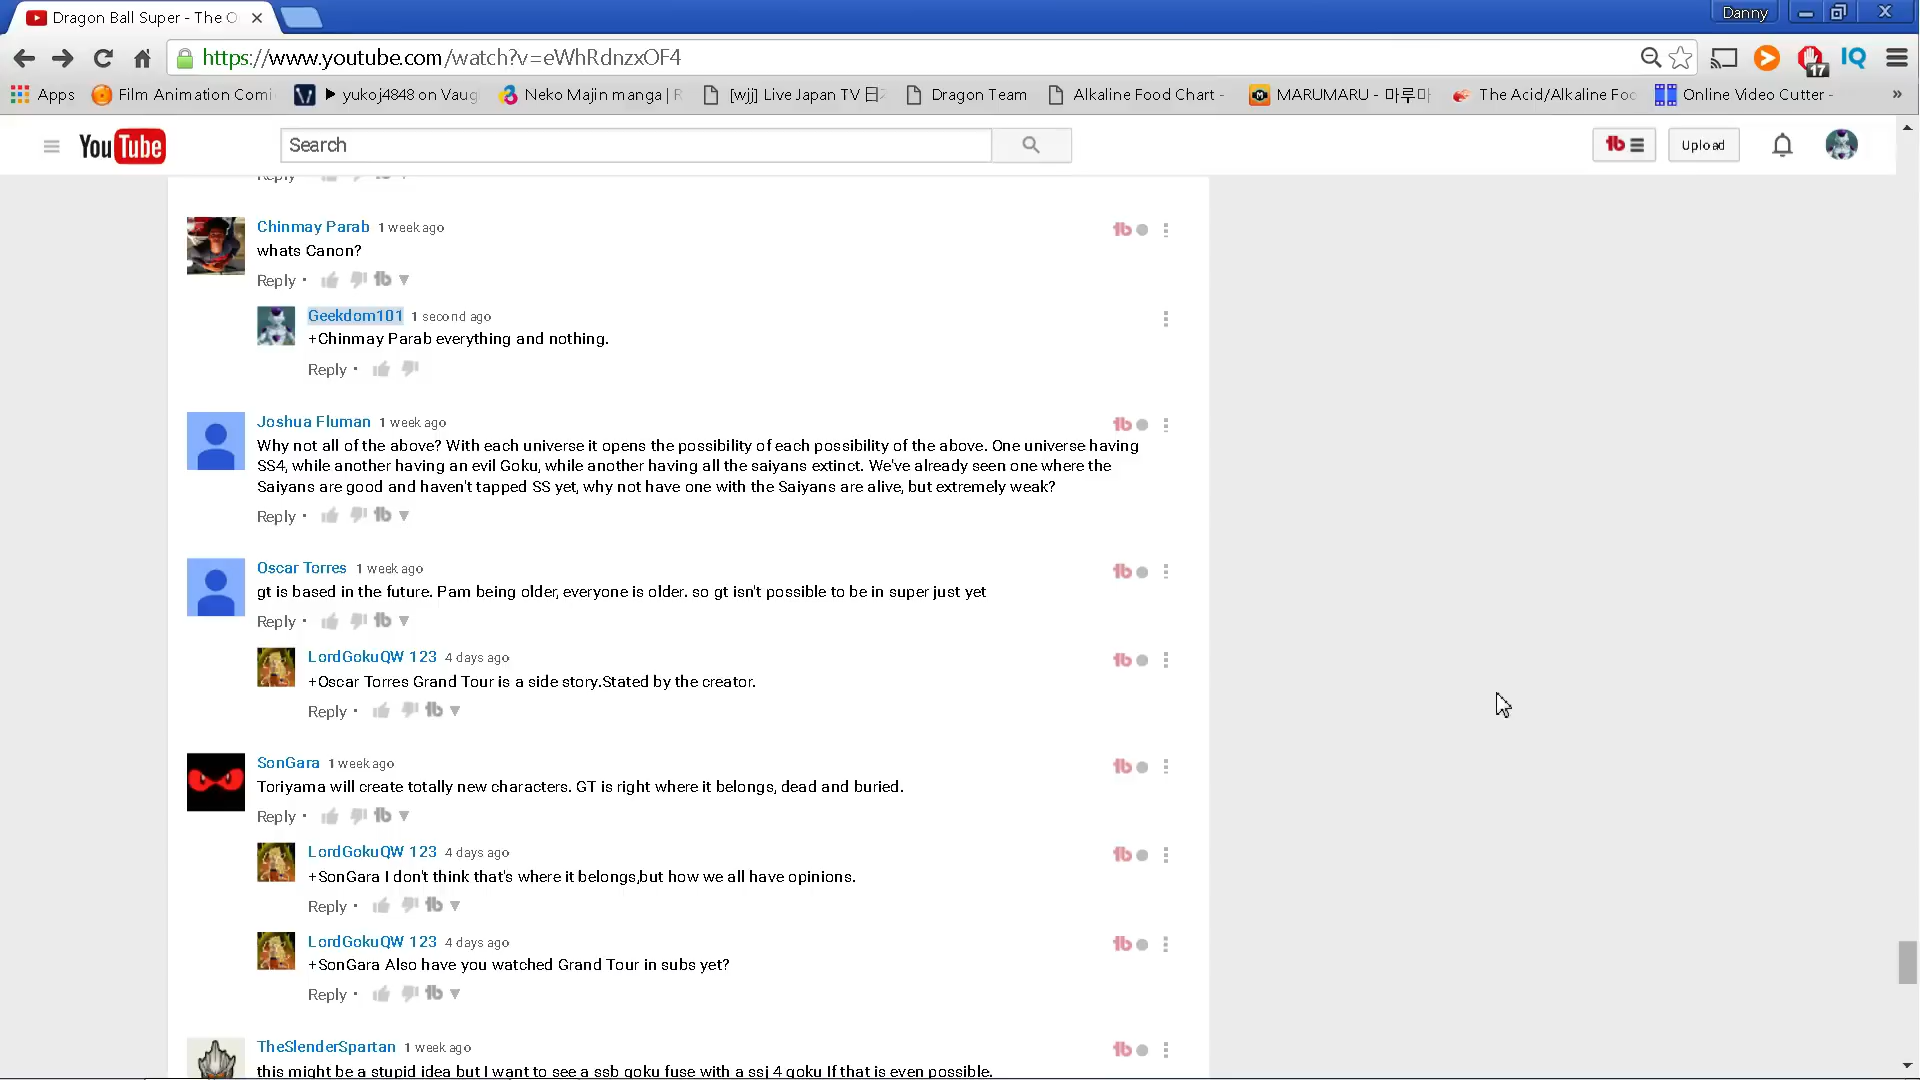 Dragon Ball Super - The O
Danny
https://www.youtube.com/watch?v=eWhRdnzxOF4
17
IQ
Apps
Film Animation Comi
▶ yukoj4848 on Vaug
Neko Majin manga | R
[wjj] Live Japan TV 日
Dragon Team
Alkaline Food Chart -
MARUMARU - 마루마
The Acid/Alkaline Foo
Online Video Cutter -
»
YouTube
Search
Upload
Reply
Chinmay Parab 1 week ago
whats Canon?
Reply •
Geekdom101 1 second ago
+Chinmay Parab everything and nothing.
Reply •
Joshua Fluman 1 week ago
Why not all of the above? With each universe it opens the possibility of each possibility of the above. One universe having
SS4, while another having an evil Goku, while another having all the saiyans extinct. We've already seen one where the
Saiyans are good and haven't tapped SS yet, why not have one with the Saiyans are alive, but extremely weak?
Reply •
Oscar Torres 1 week ago
gt is based in the future. Pam being older, everyone is older. so gt isn't possible to be in super just yet
Reply •
LordGokuQW 123 4 days ago
+Oscar Torres Grand Tour is a side story.Stated by the creator.
Reply •
SonGara 1 week ago
Toriyama will create totally new characters. GT is right where it belongs, dead and buried.
Reply •
LordGokuQW 123 4 days ago
+SonGara I don't think that's where it belongs,but how we all have opinions.
Reply •
LordGokuQW 123 4 days ago
+SonGara Also have you watched Grand Tour in subs yet?
Reply •
TheSlenderSpartan 1 week ago
this might be a stupid idea but I want to see a ssb goku fuse with a ssj 4 goku If that is even possible.